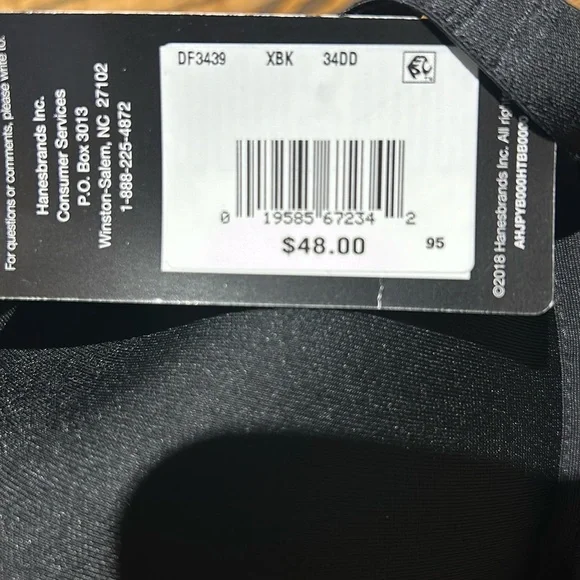 DF3439 XBK 34DD
0 19585 67234 2
$48.00 95
For questions or comments, please write to:
Hanesbrands Inc.
Consumer Services
P.O. Box 3013
Winston-Salem, NC 27102
1-888-225-4872
©2018 Hanesbrands Inc. All